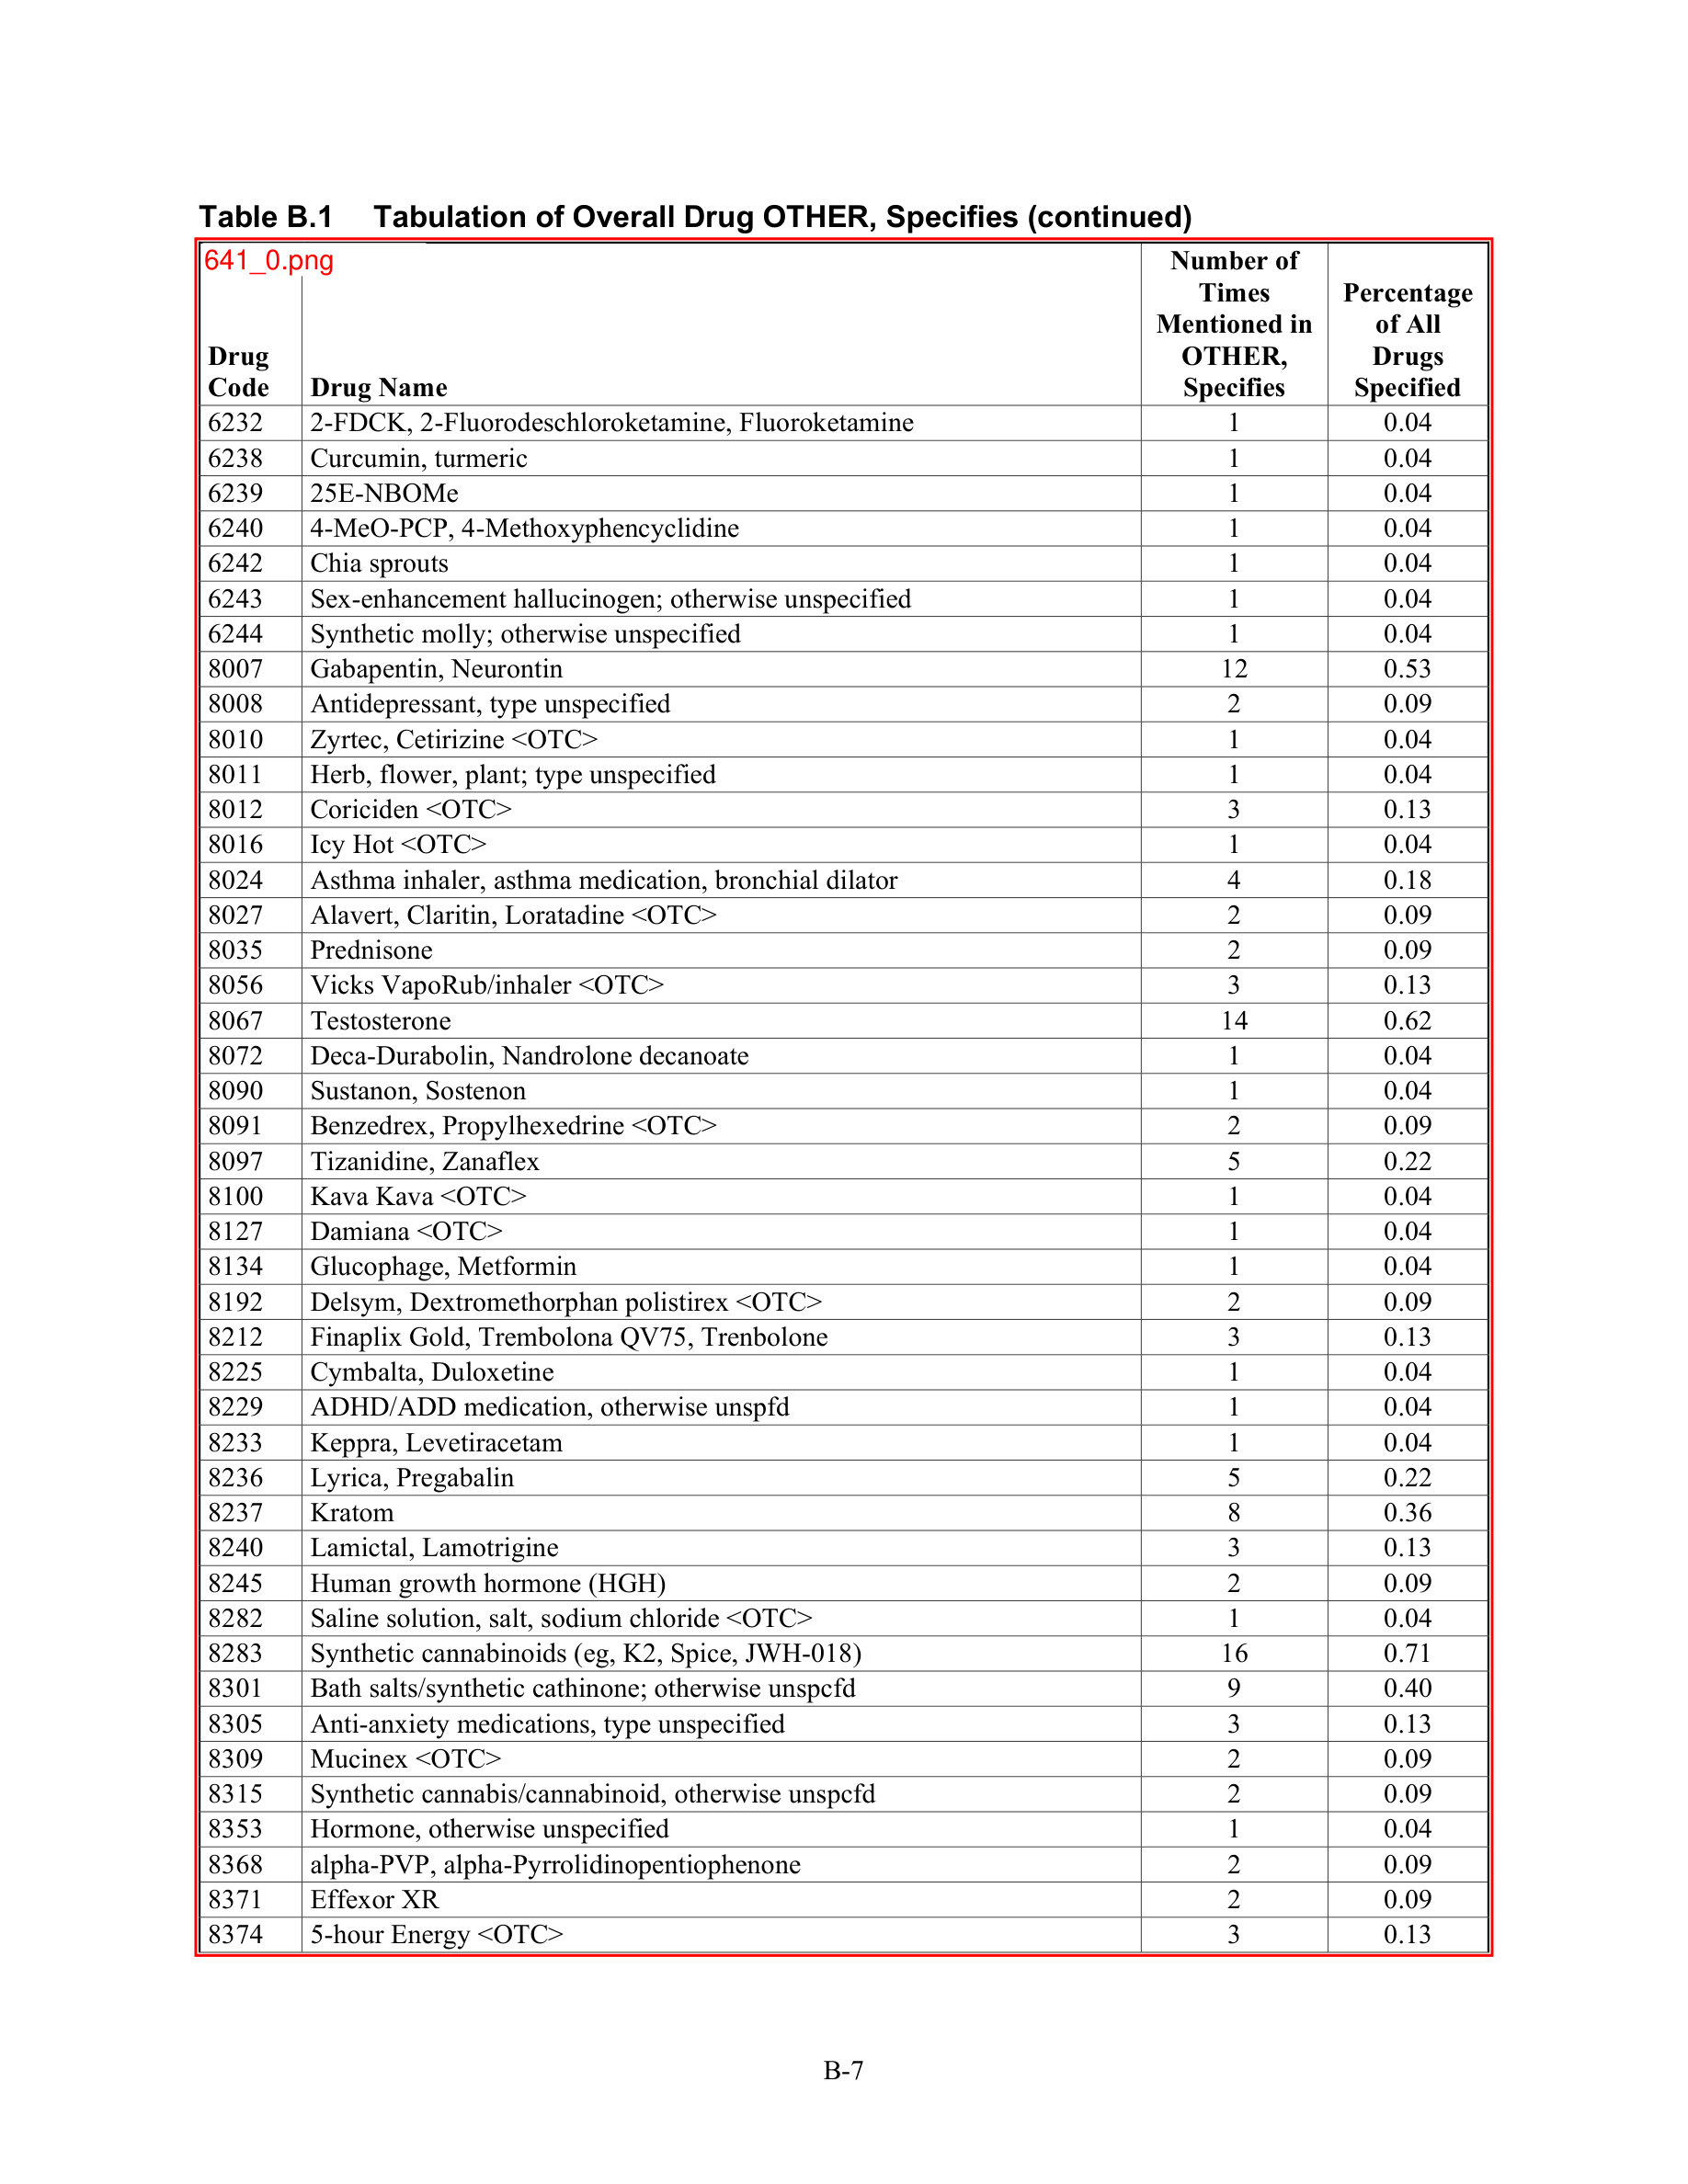 Table B.1 Tabulation of Overall Drug OTHER, Specifies (continued)
641_0.png
Drug Code Drug Name Number of Times Mentioned in OTHER, Specifies Percentage of All Drugs Specified
6232 2-FDCK, 2-Fluorodeschloroketamine, Fluoroketamine 1 0.04
6238 Curcumin, turmeric 1 0.04
6239 25E-NBOMe 1 0.04
6240 4-MeO-PCP, 4-Methoxyphencyclidine 1 0.04
6242 Chia sprouts 1 0.04
6243 Sex-enhancement hallucinogen; otherwise unspecified 1 0.04
6244 Synthetic molly; otherwise unspecified 1 0.04
8007 Gabapentin, Neurontin 12 0.53
8008 Antidepressant, type unspecified 2 0.09
8010 Zyrtec, Cetirizine <OTC> 1 0.04
8011 Herb, flower, plant; type unspecified 1 0.04
8012 Coriciden <OTC> 3 0.13
8016 Icy Hot <OTC> 1 0.04
8024 Asthma inhaler, asthma medication, bronchial dilator 4 0.18
8027 Alavert, Claritin, Loratadine <OTC> 2 0.09
8035 Prednisone 2 0.09
8056 Vicks VapoRub/inhaler <OTC> 3 0.13
8067 Testosterone 14 0.62
8072 Deca-Durabolin, Nandrolone decanoate 1 0.04
8090 Sustanon, Sostenon 1 0.04
8091 Benzedrex, Propylhexedrine <OTC> 2 0.09
8097 Tizanidine, Zanaflex 5 0.22
8100 Kava Kava <OTC> 1 0.04
8127 Damiana <OTC> 1 0.04
8134 Glucophage, Metformin 1 0.04
8192 Delsym, Dextromethorphan polistirex <OTC> 2 0.09
8212 Finaplix Gold, Trembolona QV75, Trenbolone 3 0.13
8225 Cymbalta, Duloxetine 1 0.04
8229 ADHD/ADD medication, otherwise unspfd 1 0.04
8233 Keppra, Levetiracetam 1 0.04
8236 Lyrica, Pregabalin 5 0.22
8237 Kratom 8 0.36
8240 Lamictal, Lamotrigine 3 0.13
8245 Human growth hormone (HGH) 2 0.09
8282 Saline solution, salt, sodium chloride <OTC> 1 0.04
8283 Synthetic cannabinoids (eg, K2, Spice, JWH-018) 16 0.71
8301 Bath salts/synthetic cathinone; otherwise unspcfd 9 0.40
8305 Anti-anxiety medications, type unspecified 3 0.13
8309 Mucinex <OTC> 2 0.09
8315 Synthetic cannabis/cannabinoid, otherwise unspcfd 2 0.09
8353 Hormone, otherwise unspecified 1 0.04
8368 alpha-PVP, alpha-Pyrrolidinopentiophenone 2 0.09
8371 Effexor XR 2 0.09
8374 5-hour Energy <OTC> 3 0.13
B-7